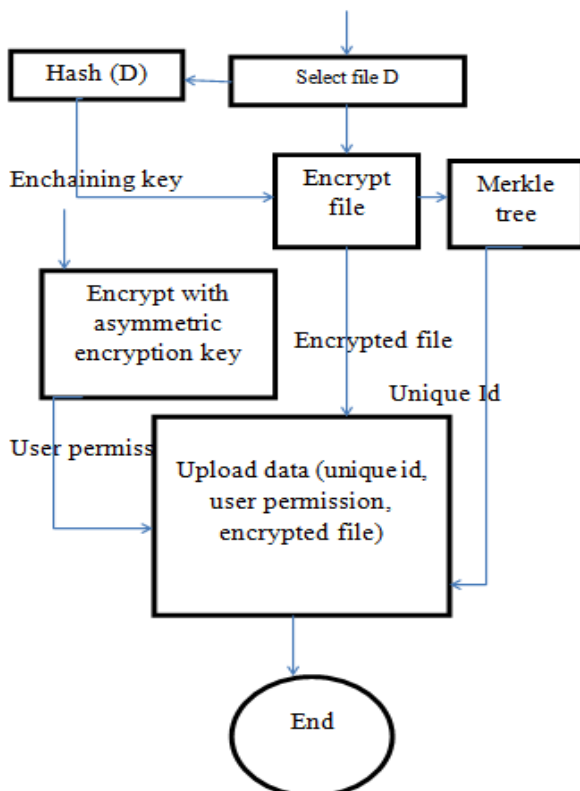 Hash (D)
Select file D
Enchaining key
Encrypt
file
Merkle
tree
Encrypt with
asymmetric
encryption key
Encrypted file
Unique Id
User permiss
Upload data (unique id,
user permission,
encrypted file)
End